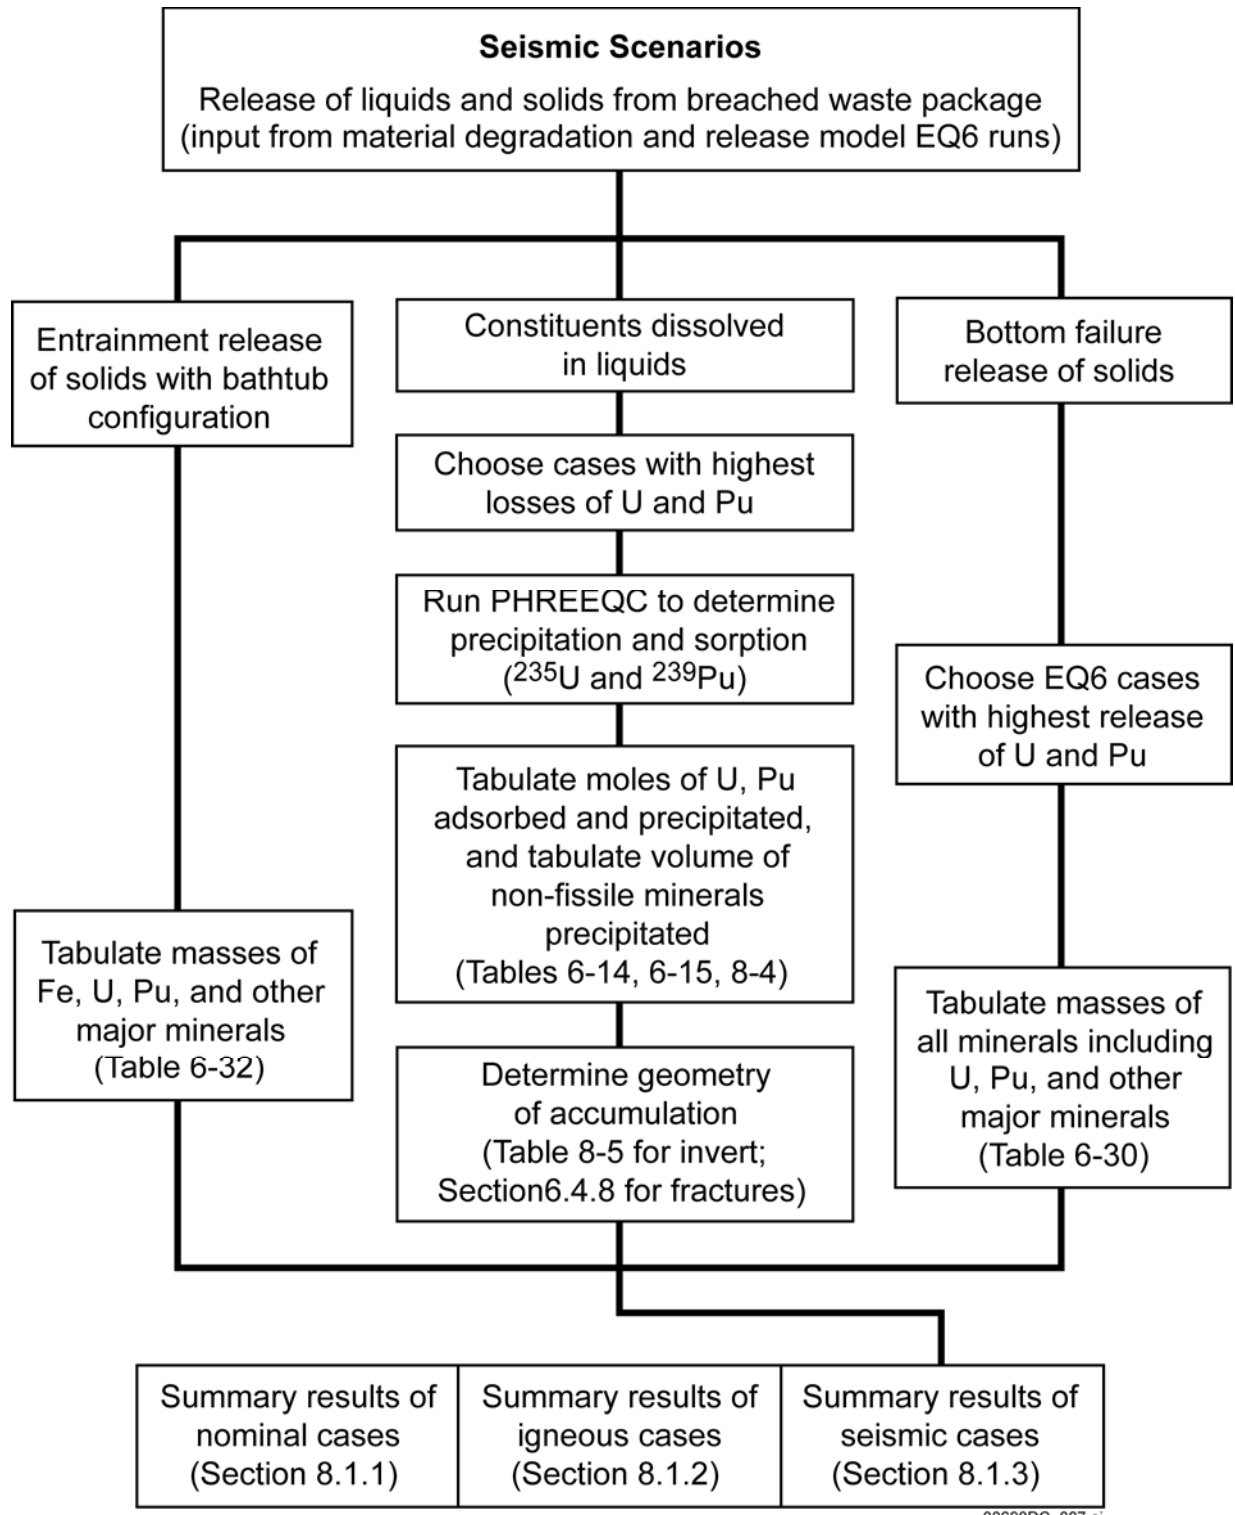 Seismic Scenarios
Release of liquids and solids from breached waste package
(input from material degradation and release model EQ6 runs)
Entrainment release
of solids with bathtub
configuration
Tabulate masses of
Fe, U, Pu, and other
major minerals
(Table 6-32)
Constituents dissolved
in liquids
Choose cases with highest
losses of U and Pu
Run PHREEQC to determine
precipitation and sorption
(235U and 239Pu)
Tabulate moles of U, Pu
adsorbed and precipitated,
and tabulate volume of
non-fissile minerals
precipitated
(Tables 6-14, 6-15, 8-4)
Determine geometry
of accumulation
(Table 8-5 for invert;
Section6.4.8 for fractures)
Bottom failure
release of solids
Choose EQ6 cases
with highest release
of U and Pu
Tabulate masses of
all minerals including
U, Pu, and other
major minerals
(Table 6-30)
Summary results of
nominal cases
(Section 8.1.1)
Summary results of
igneous cases
(Section 8.1.2)
Summary results of
seismic cases
(Section 8.1.3)